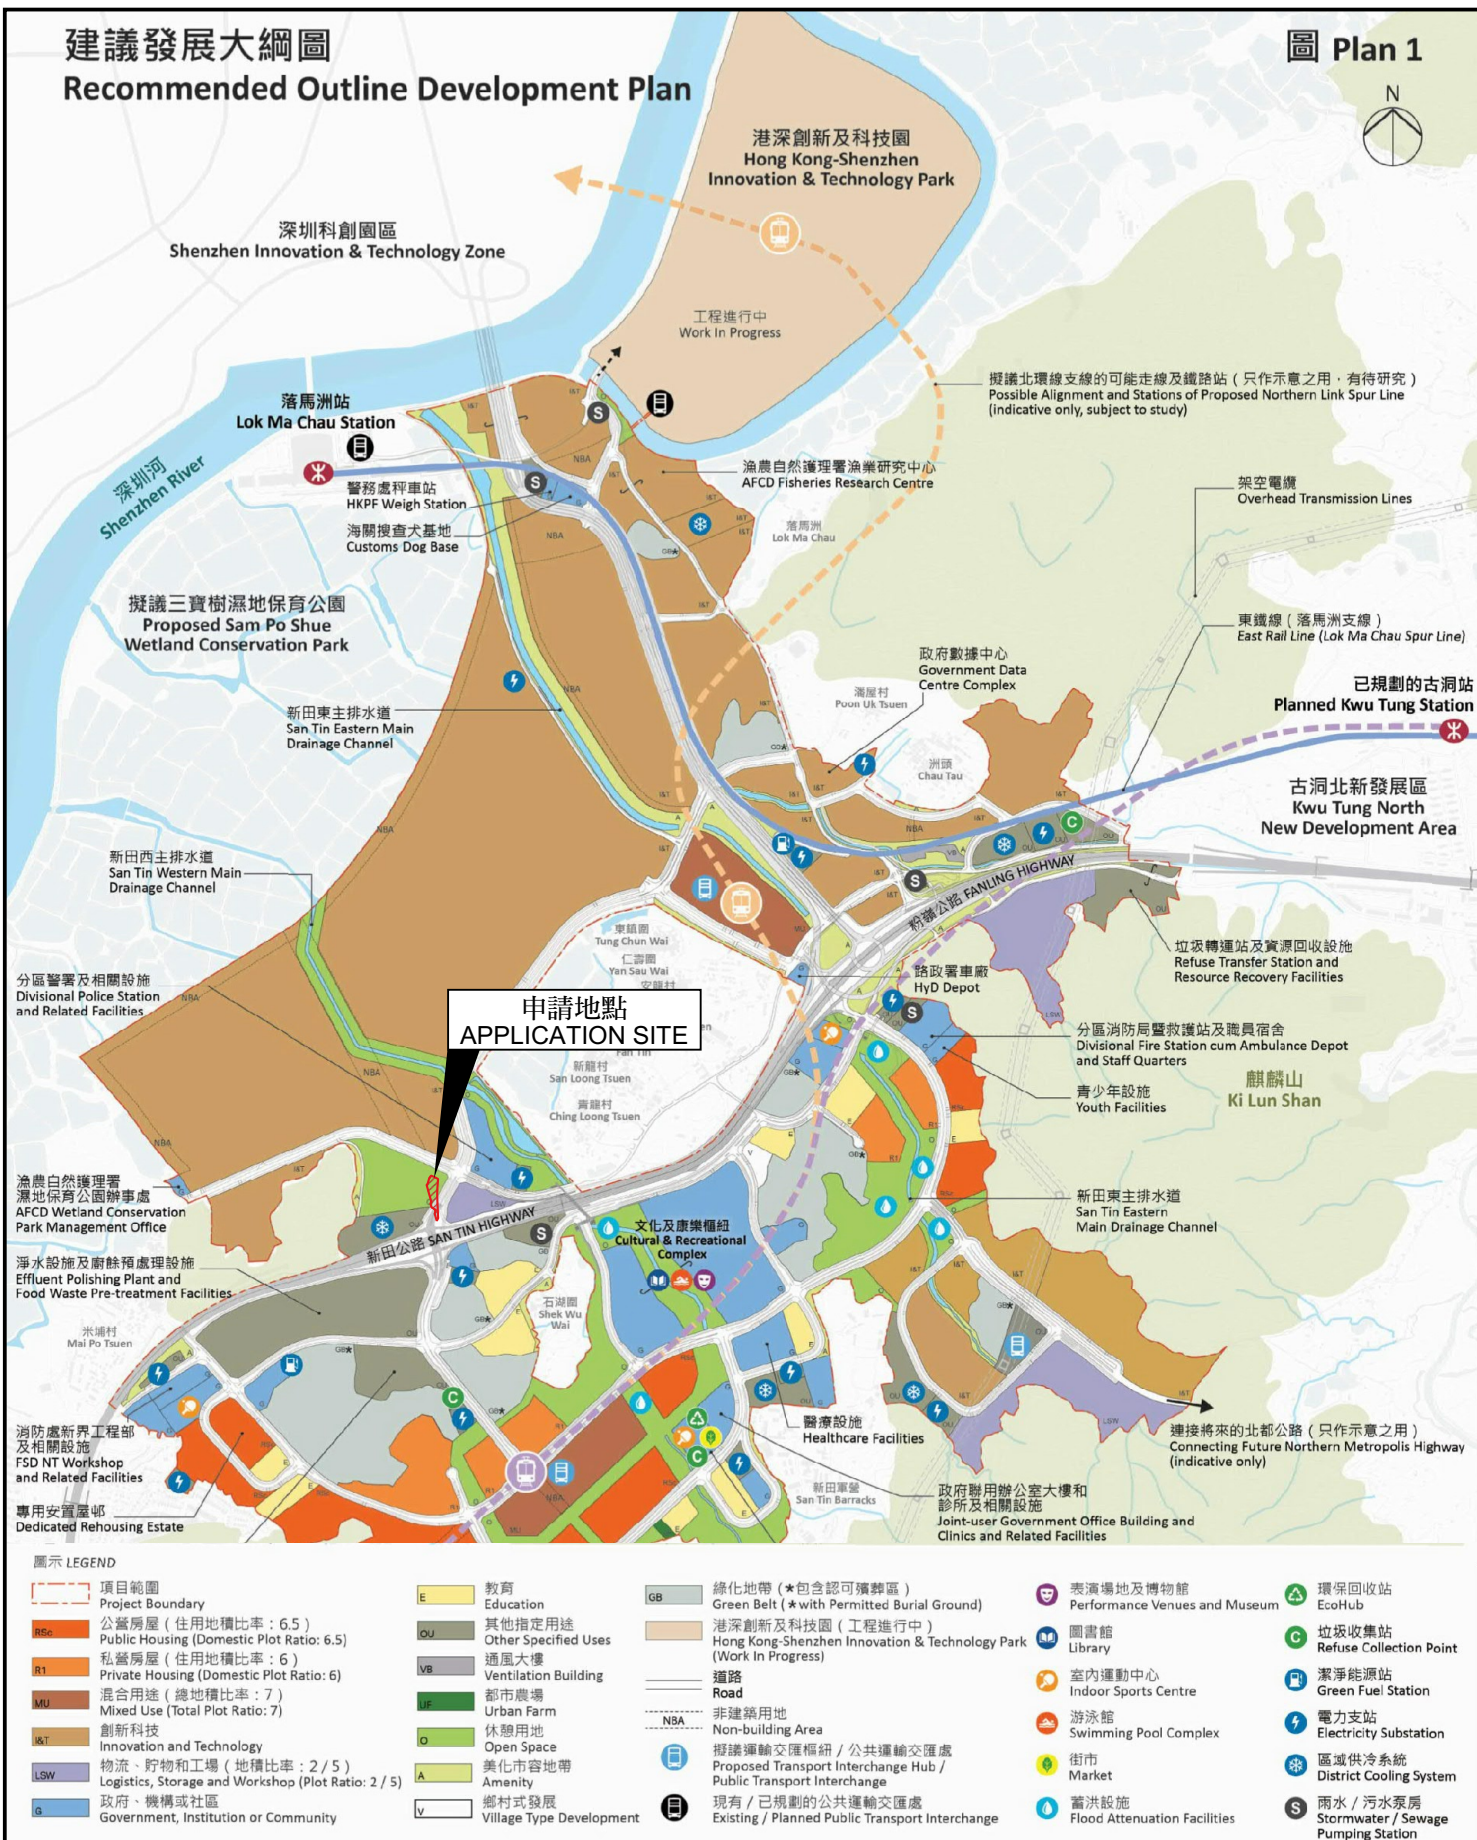 建議發展大綱圖
Recommended Outline Development Plan
圖 Plan 1
N
港深創新及科技園
Hong Kong-Shenzhen
Innovation & Technology Park
深圳科創園區
Shenzhen Innovation & Technology Zone
工程進行中
Work In Progress
擬議北環線支線的可能走線及鐵路站（只作示意之用，有待研究）
Possible Alignment and Stations of Proposed Northern Link Spur Line
(indicative only, subject to study)
落馬洲站
Lok Ma Chau Station
深圳河
Shenzhen River
警務處秤車站
HKPF Weigh Station
海關搜查犬基地
Customs Dog Base
漁農自然護理署漁業研究中心
AFCD Fisheries Research Centre
落馬洲
Lok Ma Chau
架空電纜
Overhead Transmission Lines
擬議三寶樹濕地保育公園
Proposed Sam Po Shue
Wetland Conservation Park
東鐵線（落馬洲支線）
East Rail Line (Lok Ma Chau Spur Line)
政府數據中心
Government Data
Centre Complex
已規劃的古洞站
Planned Kwu Tung Station
潘屋村
Poon Uk Tsuen
新田東主排水道
San Tin Eastern Main
Drainage Channel
洲頭
Chau Tau
古洞北新發展區
Kwu Tung North
New Development Area
新田西主排水道
San Tin Western Main
Drainage Channel
粉嶺公路 FANLING HIGHWAY
東鎮圍
Tung Chun Wai
仁壽圍
Yan Sau Wai
安龍村
垃圾轉運站及資源回收設施
Refuse Transfer Station and
Resource Recovery Facilities
路政署車廠
HyD Depot
分區警署及相關設施
Divisional Police Station
and Related Facilities
申請地點
APPLICATION SITE
Fan Tin
新龍村
San Loong Tsuen
青龍村
Ching Loong Tsuen
分區消防局暨救護站及職員宿舍
Divisional Fire Station cum Ambulance Depot
and Staff Quarters
麒麟山
Ki Lun Shan
青少年設施
Youth Facilities
漁農自然護理署
濕地保育公園辦事處
AFCD Wetland Conservation
Park Management Office
新田公路 SAN TIN HIGHWAY
文化及康樂樞紐
Cultural & Recreational
Complex
新田東主排水道
San Tin Eastern
Main Drainage Channel
淨水設施及廚餘預處理設施
Effluent Polishing Plant and
Food Waste Pre-treatment Facilities
石湖圍
Shek Wu
Wai
米埔村
Mai Po Tsuen
消防處新界工程部
及相關設施
FSD NT Workshop
and Related Facilities
醫療設施
Healthcare Facilities
連接將來的北都公路（只作示意之用）
Connecting Future Northern Metropolis Highway
(indicative only)
新田軍營
San Tin Barracks
專用安置屋邨
Dedicated Rehousing Estate
政府聯用辦公室大樓和
診所及相關設施
Joint-user Government Office Building and
Clinics and Related Facilities
圖示 LEGEND
項目範圍
Project Boundary
RSc 公營房屋（住用地積比率：6.5）
Public Housing (Domestic Plot Ratio: 6.5)
R1 私營房屋（住用地積比率：6）
Private Housing (Domestic Plot Ratio: 6)
MU 混合用途（總地積比率：7）
Mixed Use (Total Plot Ratio: 7)
I&T 創新科技
Innovation and Technology
LSW 物流、貯物和工場（地積比率：2 / 5）
Logistics, Storage and Workshop (Plot Ratio: 2 / 5)
G 政府、機構或社區
Government, Institution or Community
E 教育
Education
OU 其他指定用途
Other Specified Uses
VB 通風大樓
Ventilation Building
UF 都市農場
Urban Farm
O 休憩用地
Open Space
A 美化市容地帶
Amenity
V 鄉村式發展
Village Type Development
GB 綠化地帶（★包含認可殯葬區）
Green Belt (★with Permitted Burial Ground)
港深創新及科技園（工程進行中）
Hong Kong-Shenzhen Innovation & Technology Park
(Work In Progress)
道路
Road
NBA 非建築用地
Non-building Area
擬議運輸交匯樞紐 / 公共運輸交匯處
Proposed Transport Interchange Hub /
Public Transport Interchange
現有 / 已規劃的公共運輸交匯處
Existing / Planned Public Transport Interchange
表演場地及博物館
Performance Venues and Museum
圖書館
Library
室內運動中心
Indoor Sports Centre
游泳館
Swimming Pool Complex
街市
Market
蓄洪設施
Flood Attenuation Facilities
環保回收站
EcoHub
C 垃圾收集站
Refuse Collection Point
潔淨能源站
Green Fuel Station
電力支站
Electricity Substation
區域供冷系統
District Cooling System
S 雨水 / 污水泵房
Stormwater / Sewage
Pumping Station